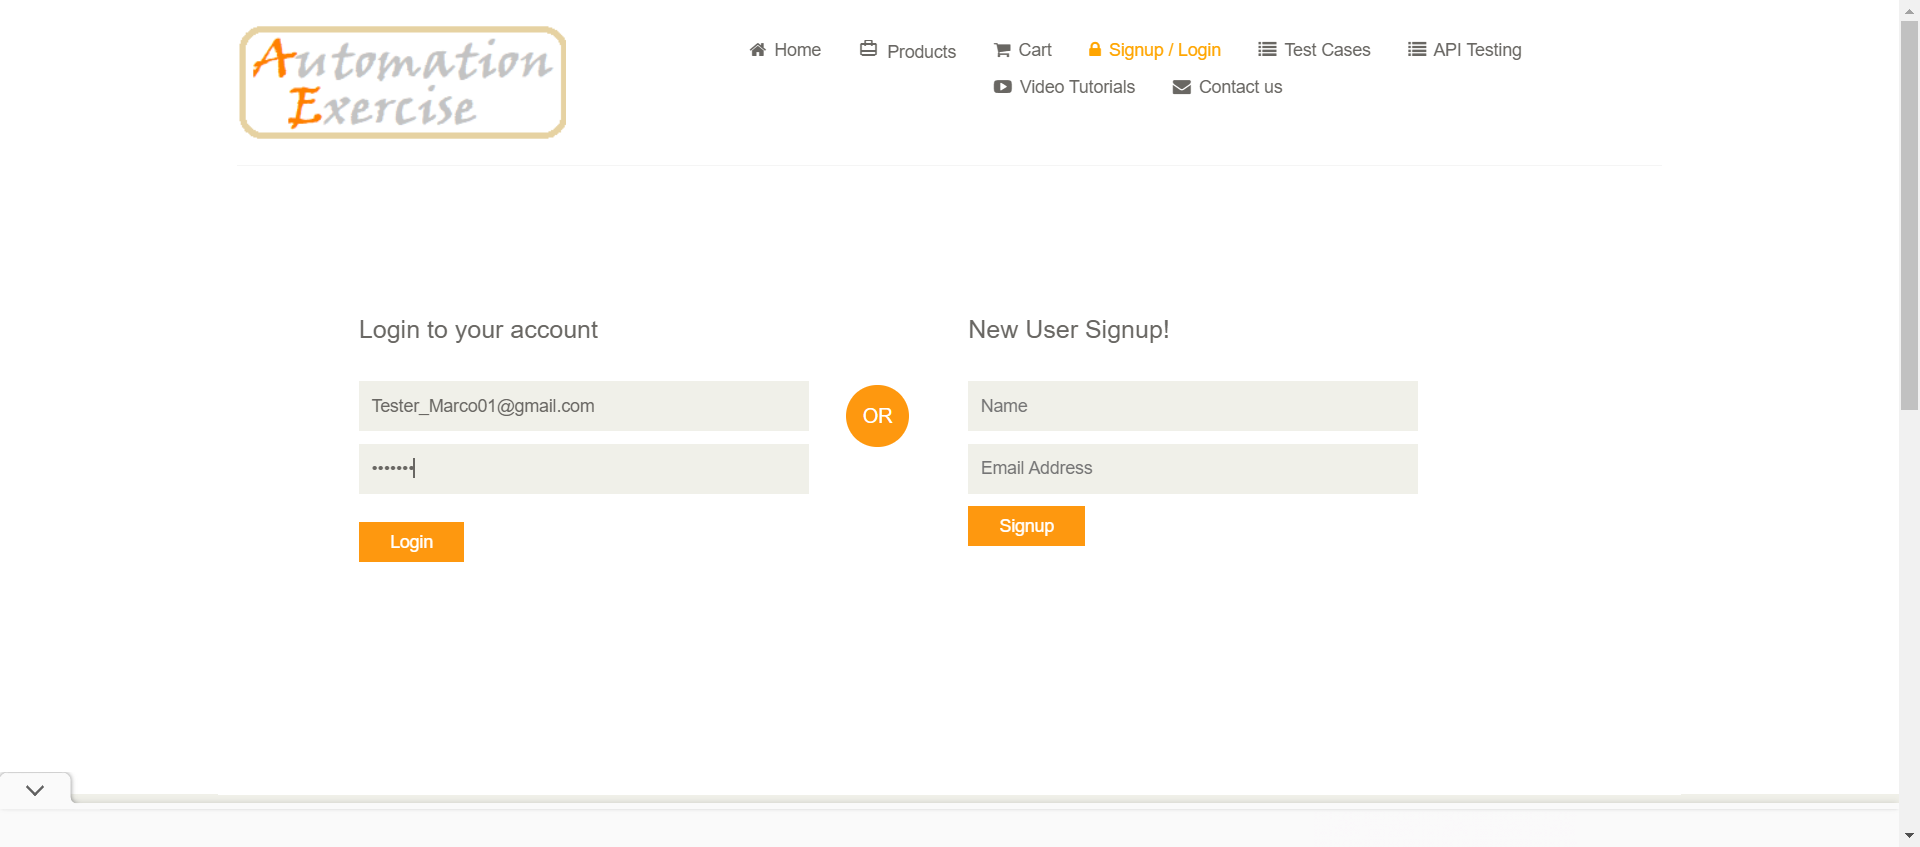 Automation
Exercise
Home
Products
Cart
Signup / Login
Test Cases
API Testing
Video Tutorials
Contact us
Login to your account
Tester_Marco01@gmail.com
•••••••
Login
OR
New User Signup!
Name
Email Address
Signup